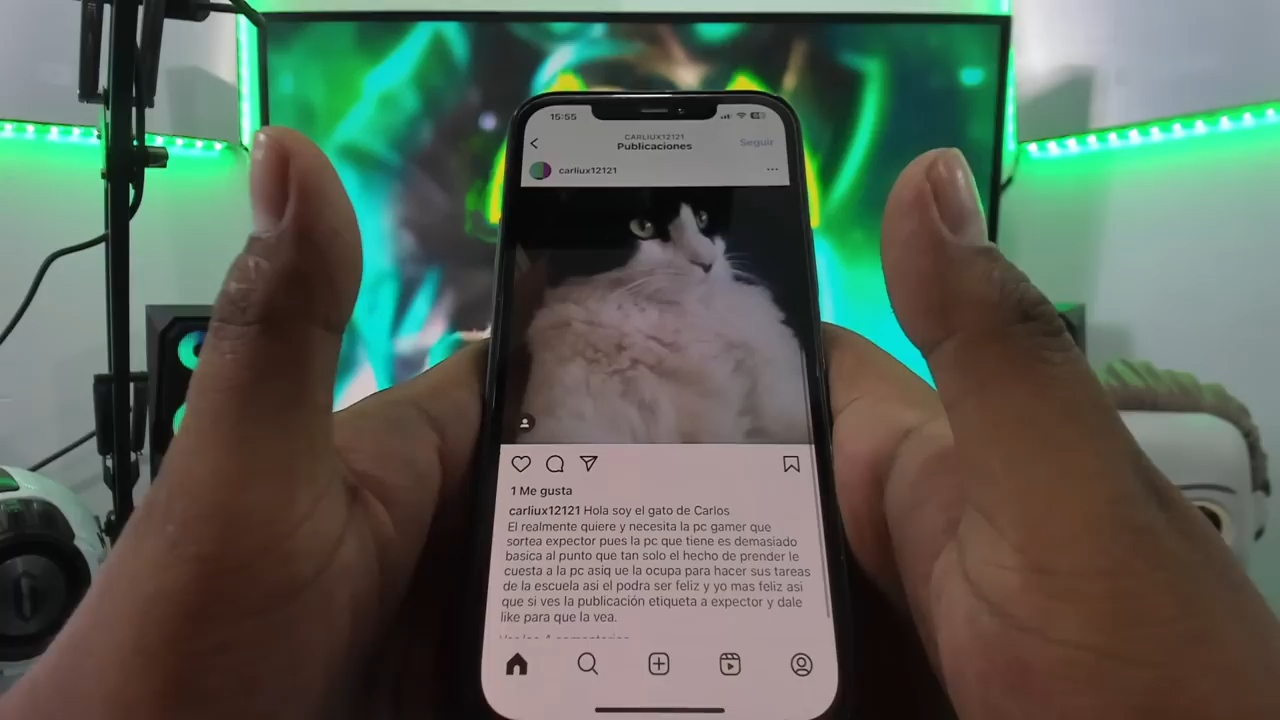 15:55
CARLIUX12121
Publicaciones
Seguir
carliux12121
1 Me gusta
carliux12121 Hola soy el gato de Carlos
El realmente quiere y necesita la pc gamer que
sortea expector pues la pc que tiene es demasiado
basica al punto que tan solo el hecho de prender le
cuesta a la pc asiq ue la ocupa para hacer sus tareas
de la escuela asi el podra ser feliz y yo mas feliz asi
que si ves la publicación etiqueta a expector y dale
like para que la vea.